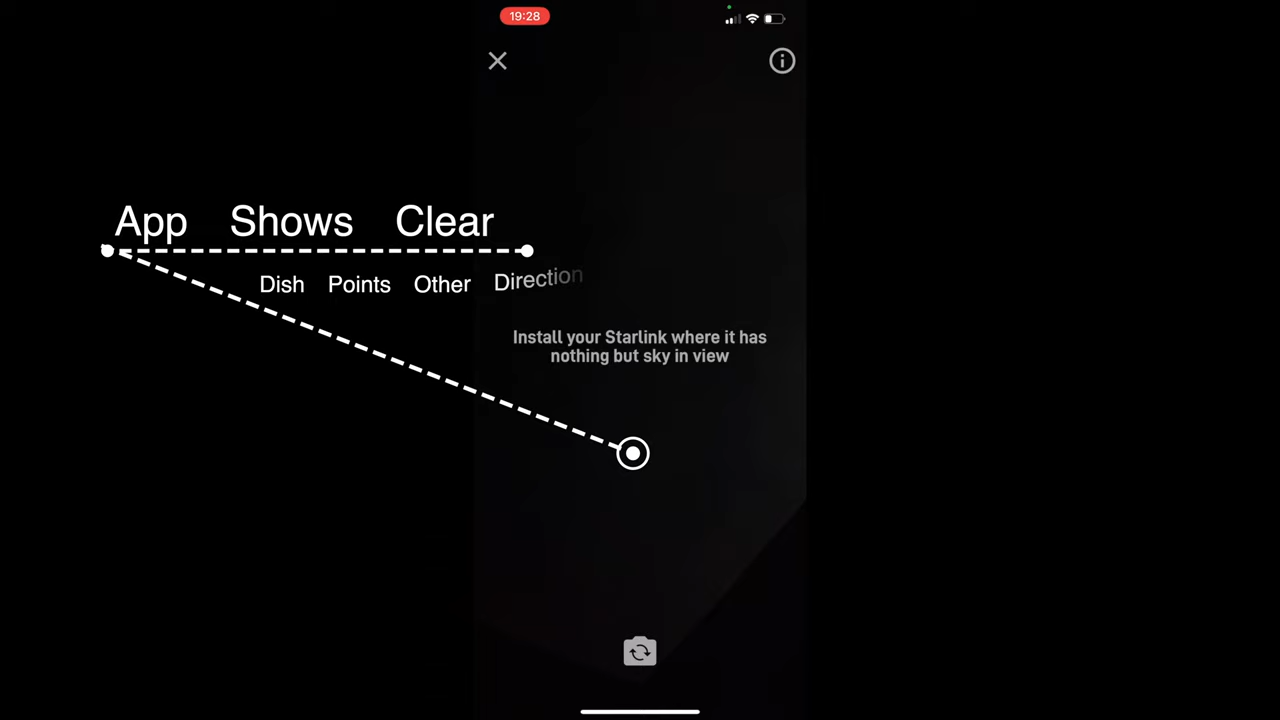 19:28
App Shows Clear
Dish Points Other Direction
Install your Starlink where it has
nothing but sky in view